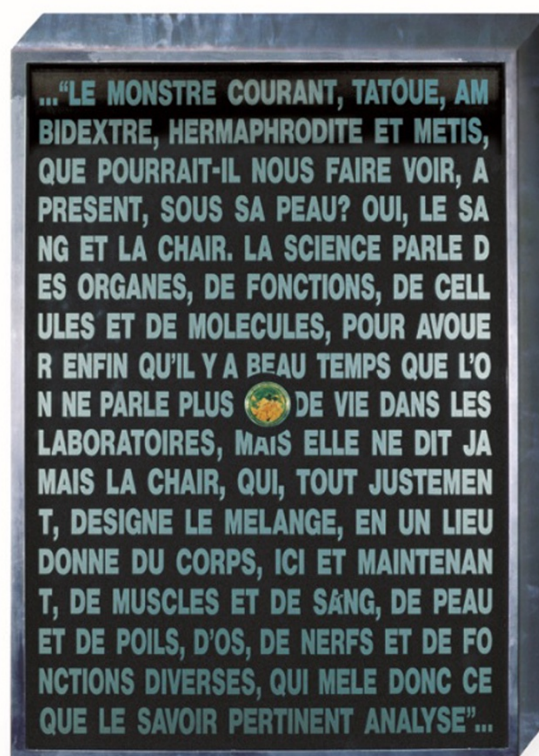 ..."LE MONSTRE COURANT, TATOUE, AM
BIDEXTRE, HERMAPHRODITE ET METIS,
QUE POURRAIT-IL NOUS FAIRE VOIR, A
PRESENT, SOUS SA PEAU? OUI, LE SA
NG ET LA CHAIR. LA SCIENCE PARLE D
ES ORGANES, DE FONCTIONS, DE CELL
ULES ET DE MOLECULES, POUR AVOUE
R ENFIN QU'IL Y A BEAU TEMPS QUE L'O
N NE PARLE PLUS DE VIE DANS LES
LABORATOIRES, MAIS ELLE NE DIT JA
MAIS LA CHAIR, QUI, TOUT JUSTEMEN
T, DESIGNE LE MELANGE, EN UN LIEU
DONNE DU CORPS, ICI ET MAINTENAN
T, DE MUSCLES ET DE SANG, DE PEAU
ET DE POILS, D'OS, DE NERFS ET DE FO
NCTIONS DIVERSES, QUI MELE DONC CE
QUE LE SAVOIR PERTINENT ANALYSE"...